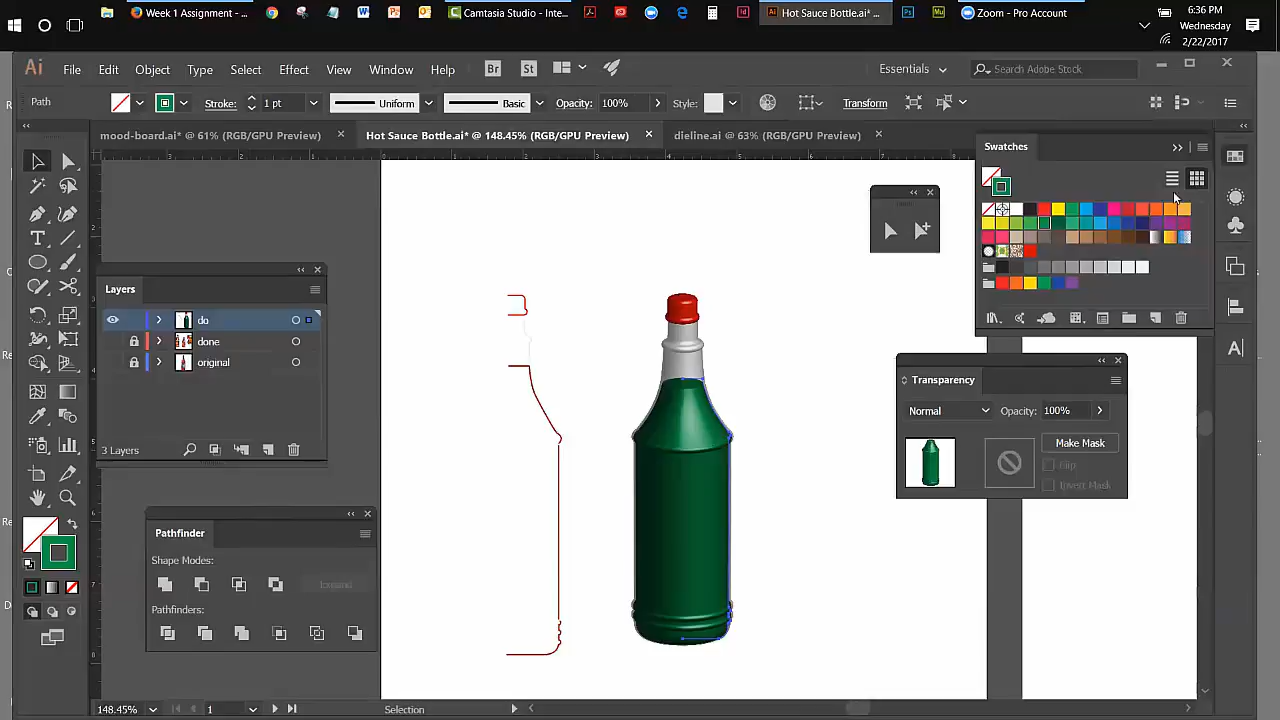 Week 1 Assignment - ...
Camtasia Studio - Inte...
Hot Sauce Bottle.ai* ...
Zoom - Pro Account
6:36 PM
Wednesday
2/22/2017
Ai File Edit Object Type Select Effect View Window Help Br St Essentials Search Adobe Stock
Path Stroke: 1 pt Uniform Basic Opacity: 100% Style: Transform
mood-board.ai* @ 61% (RGB/GPU Preview) Hot Sauce Bottle.ai* @ 148.45% (RGB/GPU Preview) dieline.ai @ 63% (RGB/GPU Preview)
Swatches
Layers
do
done
original
3 Layers
Transparency
Normal Opacity: 100%
Make Mask
Flip
Invert Mask
Pathfinder
Shape Modes:
Expand
Pathfinders:
148.45% 1 Selection